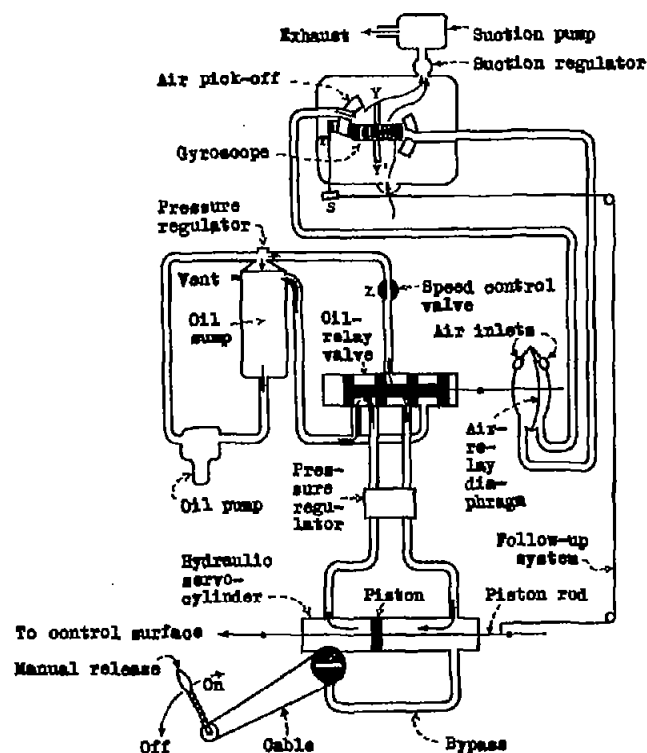 Exhaust
Suction pump
Suction regulator
Air pick-off
Y
T
Gyroscope
Y'
S
Pressure
regulator
Vent
Oil
sump
Z
Speed control
valve
Oil-
relay
valve
Air inlets
Air-
re-
lay
dia-
phragm
Oil pump
Pres-
sure
regu-
lator
Follow-up
system
Hydraulic
servo-
cylinder
Piston
Piston rod
To control surface
Manual release
On
Off
Cable
Bypass